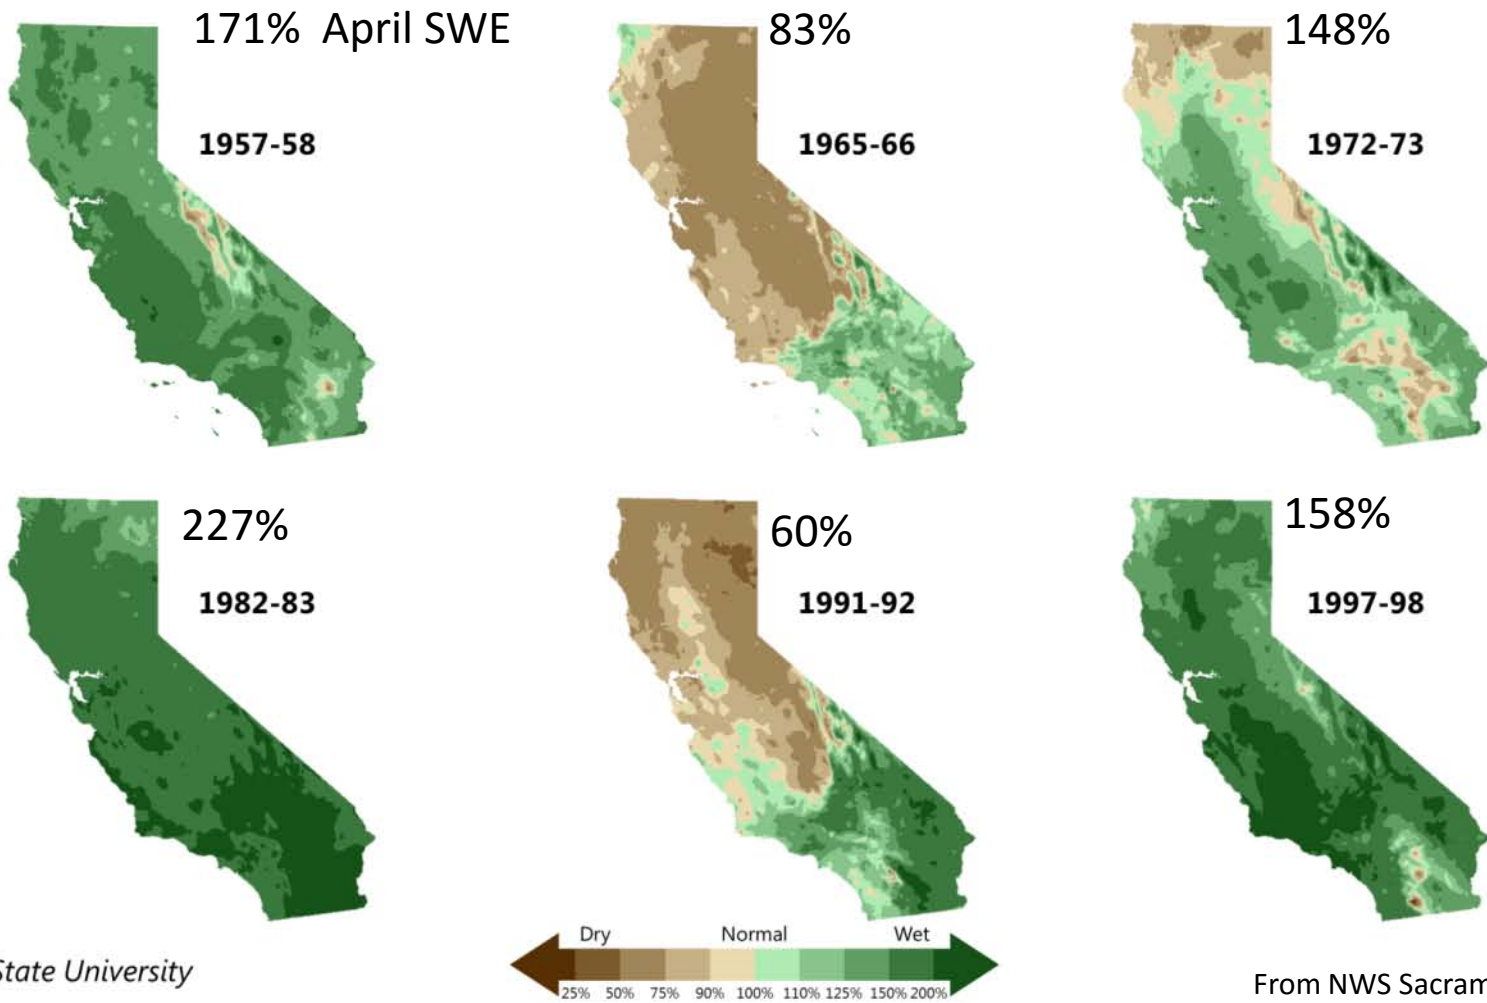 171% April SWE
83%
148%
1957-58
1965-66
1972-73
227%
60%
158%
1982-83
1991-92
1997-98
Dry Normal Wet
25% 50% 75% 90% 100% 110% 125% 150% 200%
State University
From NWS Sacram